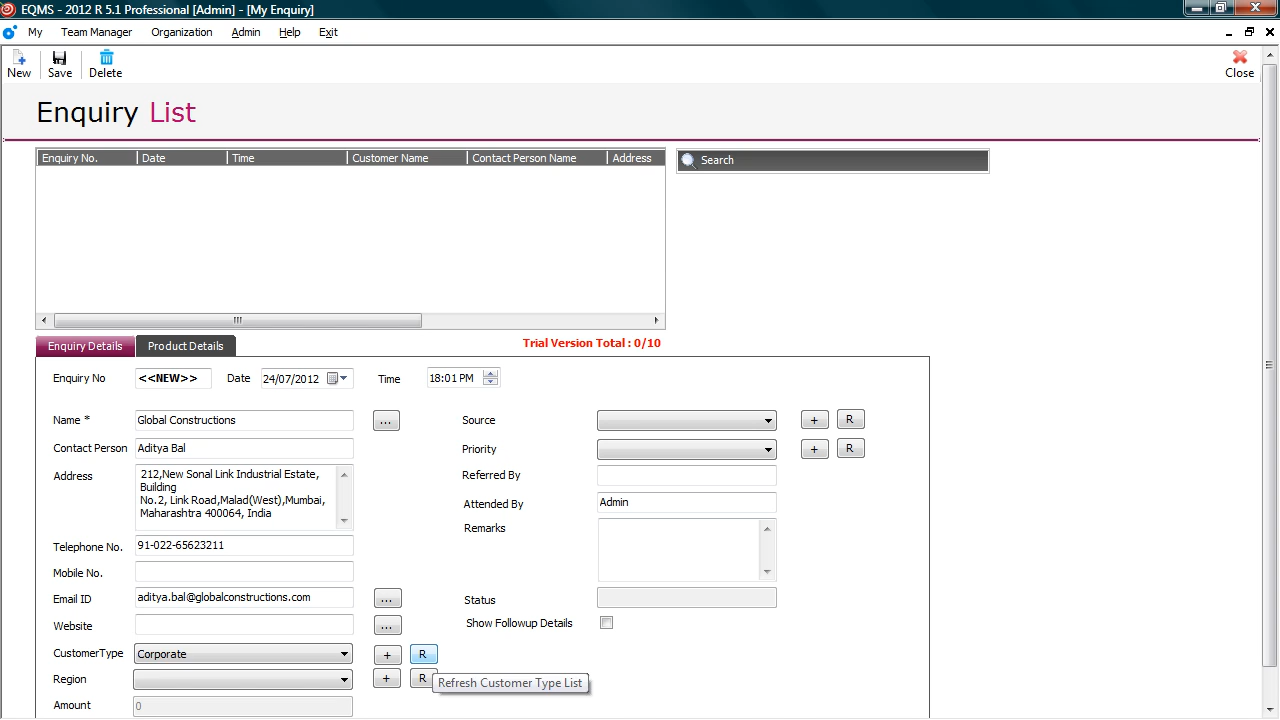 EQMS - 2012 R 5.1 Professional [Admin] - [My Enquiry]
My Team Manager Organization Admin Help Exit
New Save Delete Close
Enquiry List
Enquiry No. Date Time Customer Name Contact Person Name Address
Search
Enquiry Details Product Details Trial Version Total : 0/10
Enquiry No <<NEW>> Date 24/07/2012 Time 18:01 PM
Name * Global Constructions ... Source + R
Contact Person Aditya Bal Priority + R
Address 212,New Sonal Link Industrial Estate,
Building
No.2, Link Road,Malad(West),Mumbai,
Maharashtra 400064, India
Referred By
Attended By Admin
Remarks
Telephone No. 91-022-65623211
Mobile No.
Email ID aditya.bal@globalconstructions.com ... Status
Website ... Show Followup Details
CustomerType Corporate + R
Region + R
Refresh Customer Type List
Amount 0